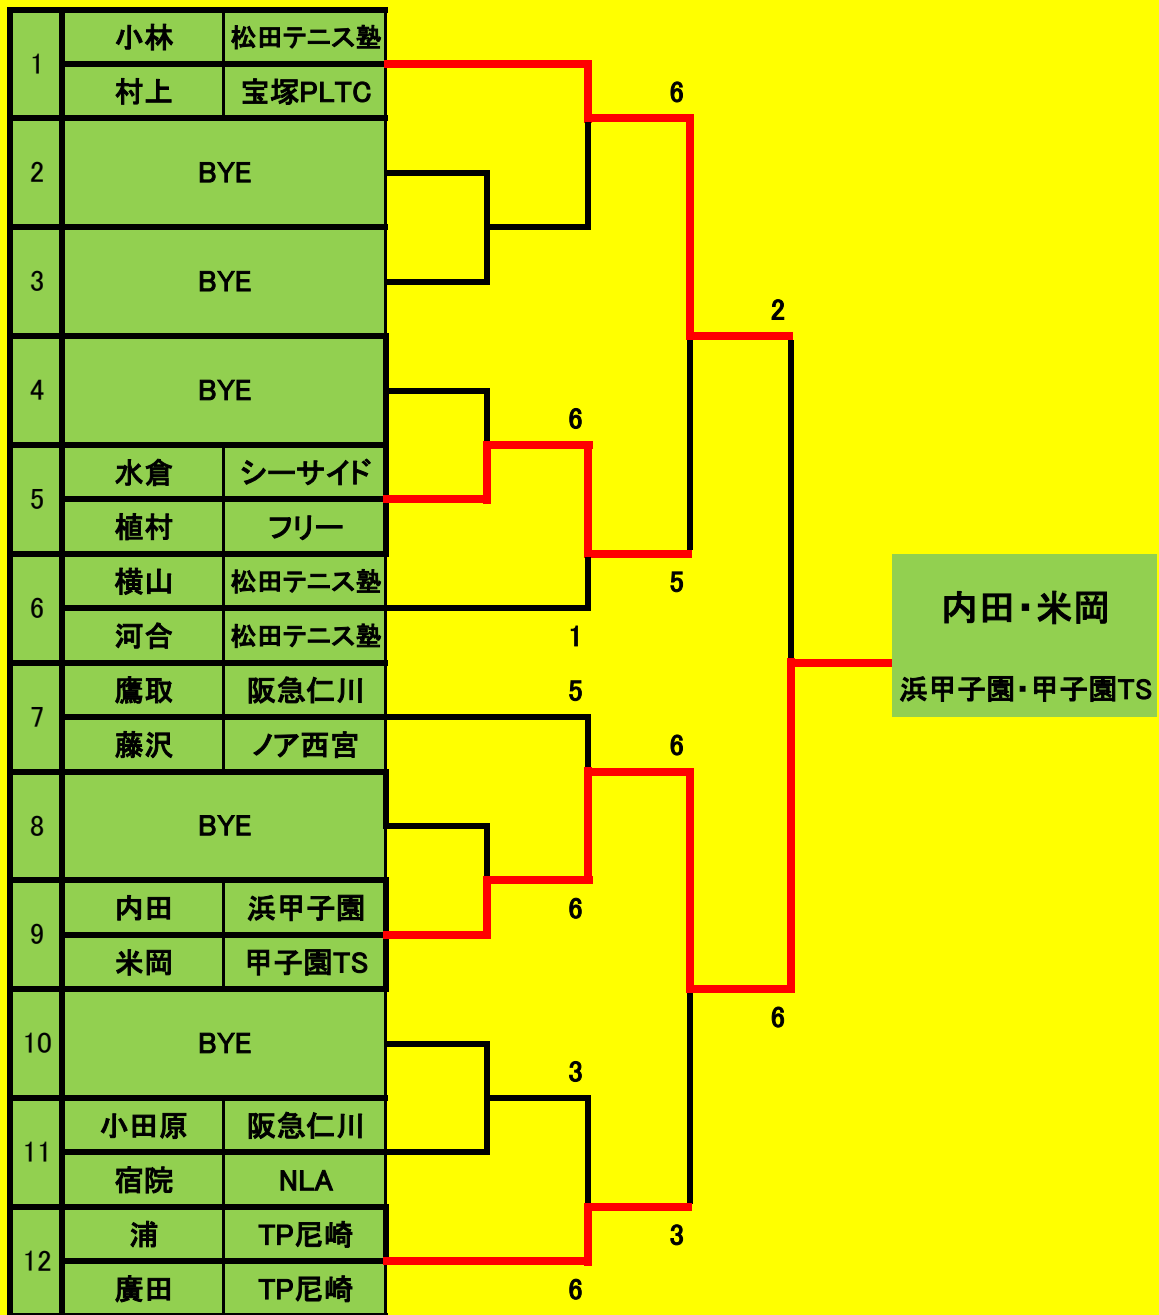 1
小林 松田テニス塾
村上 宝塚PLTC
6
2 BYE
3 BYE
2
4 BYE
6
5
水倉 シーサイド
植村 フリー
5
6
横山 松田テニス塾
河合 松田テニス塾
1
内田・米岡
浜甲子園・甲子園TS
7
鷹取 阪急仁川
藤沢 ノア西宮
5
6
8 BYE
6
9
内田 浜甲子園
米岡 甲子園TS
6
10 BYE
3
11
小田原 阪急仁川
宿院 NLA
12
浦 TP尼崎
廣田 TP尼崎
3
6